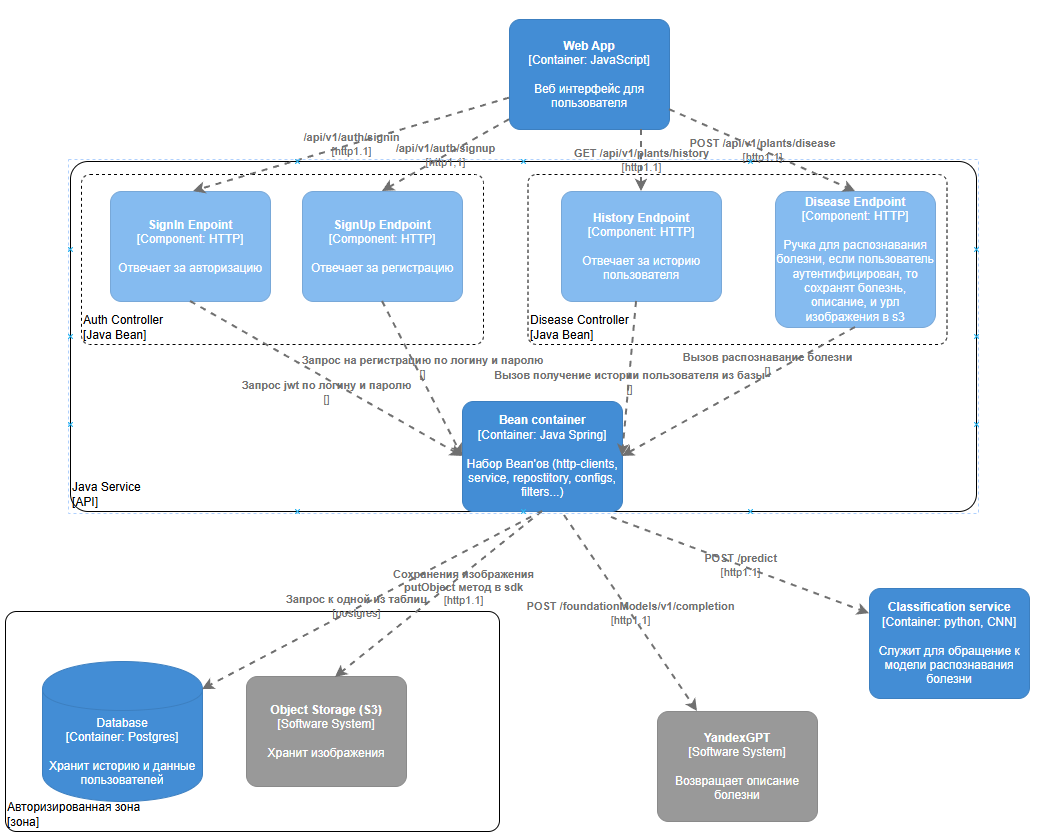 Web App
[Container: JavaScript]
Веб интерфейс для
пользователя
/api/v1/auth/signin
[http1.1]
/api/v1/auth/signup
[http1.1]
GET /api/v1/plants/history
[http1.1]
POST /api/v1/plants/disease
[http1.1]
SignIn Enpoint
[Component: HTTP]
Отвечает за авторизацию
SignUp Endpoint
[Component: HTTP]
Отвечает за регистрацию
Auth Controller
[Java Bean]
History Endpoint
[Component: HTTP]
Отвечает за историю
пользователя
Disease Endpoint
[Component: HTTP]
Ручка для распознавания
болезни, если пользователь
аутентифицирован, то
сохранят болезнь,
описание, и урл
изображения в s3
Disease Controller
[Java Bean]
Запрос на регистрацию по логину и паролю
[]
Запрос jwt по логину и паролю
[]
Вызов распознавание болезни
[]
Вызов получение истории пользователя из базы
[]
Bean container
[Container: Java Spring]
Набор Bean'ов (http-clients,
service, repostitory, configs,
filters...)
Java Service
[API]
Сохранения изображения
putObject метод в sdk
[http1.1]
Запрос к одной из таблиц
[postgres]
POST /foundationModels/v1/completion
[http1.1]
POST /predict
[http1.1]
Classification service
[Container: python, CNN]
Служит для обращение к
модели распознавания
болезни
Database
[Container: Postgres]
Хранит историю и данные
пользователей
Object Storage (S3)
[Software System]
Хранит изображения
YandexGPT
[Software System]
Возвращает описание
болезни
Авторизированная зона
[зона]